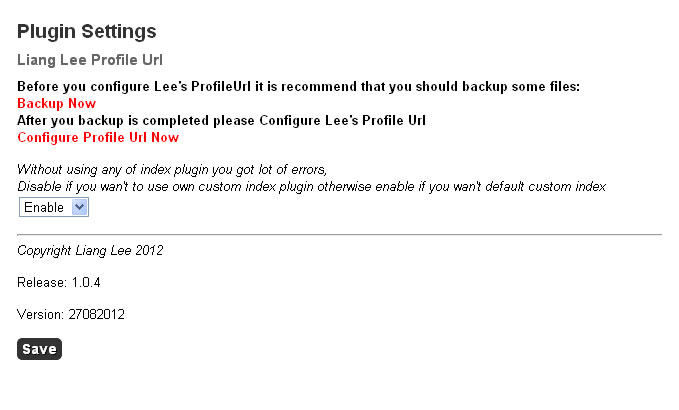 Plugin Settings
Liang Lee Profile Url
Before you configure Lee's ProfileUrl it is recommend that you should backup some files:
Backup Now
After you backup is completed please Configure Lee's Profile Url
Configure Profile Url Now
Without using any of index plugin you got lot of errors,
Disable if you wan't to use own custom index plugin otherwise enable if you wan't default custom index
Enable
Copyright Liang Lee 2012
Release: 1.0.4
Version: 27082012
Save